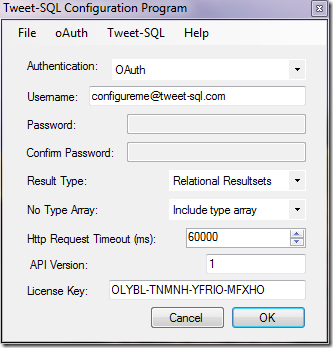 Tweet-SQL Configuration Program
File oAuth Tweet-SQL Help
Authentication: OAuth
Username: configureme@tweet-sql.com
Password:
Confirm Password:
Result Type: Relational Resultsets
No Type Array: Include type array
Http Request Timeout (ms): 60000
API Version: 1
License Key: OLYBL-TNMNH-YFRIO-MFXHO
Cancel OK